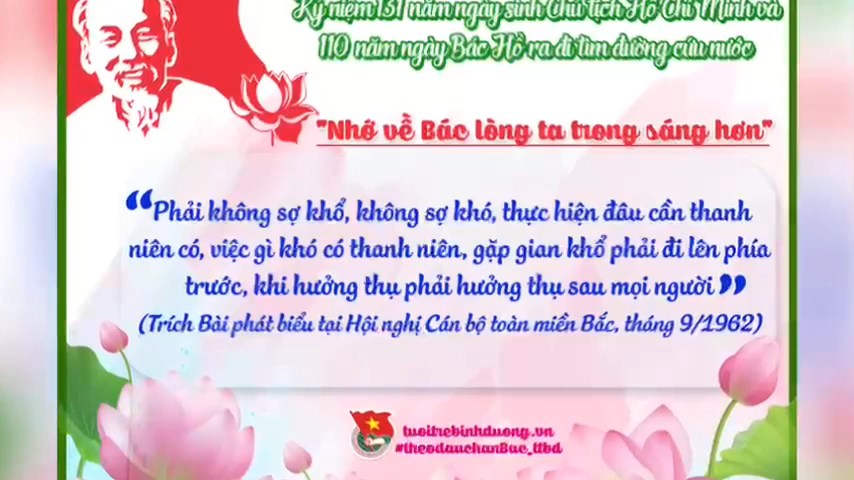 Kỷ niệm 131 năm ngày sinh Chủ tịch Hồ Chí Minh và
110 năm ngày Bác Hồ ra đi tìm đường cứu nước
"Nhớ về Bác lòng ta trong sáng hơn"
“Phải không sợ khổ, không sợ khó, thực hiện đâu cần thanh
niên có, việc gì khó có thanh niên, gặp gian khổ phải đi lên phía
trước, khi hưởng thụ phải hưởng thụ sau mọi người”
(Trích Bài phát biểu tại Hội nghị Cán bộ toàn miền Bắc, tháng 9/1962)
tuoitrebinhduong.vn
#theodauchanBac_ttbd